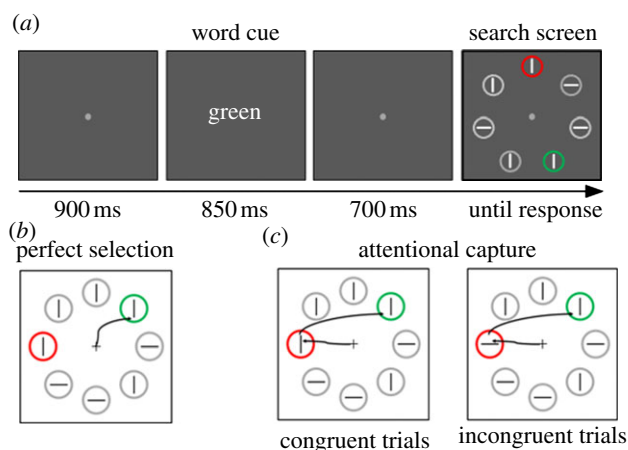 (a)
word cue
search screen
green
900 ms
850 ms
700 ms
until response
(b)
perfect selection
(c)
attentional capture
congruent trials
incongruent trials